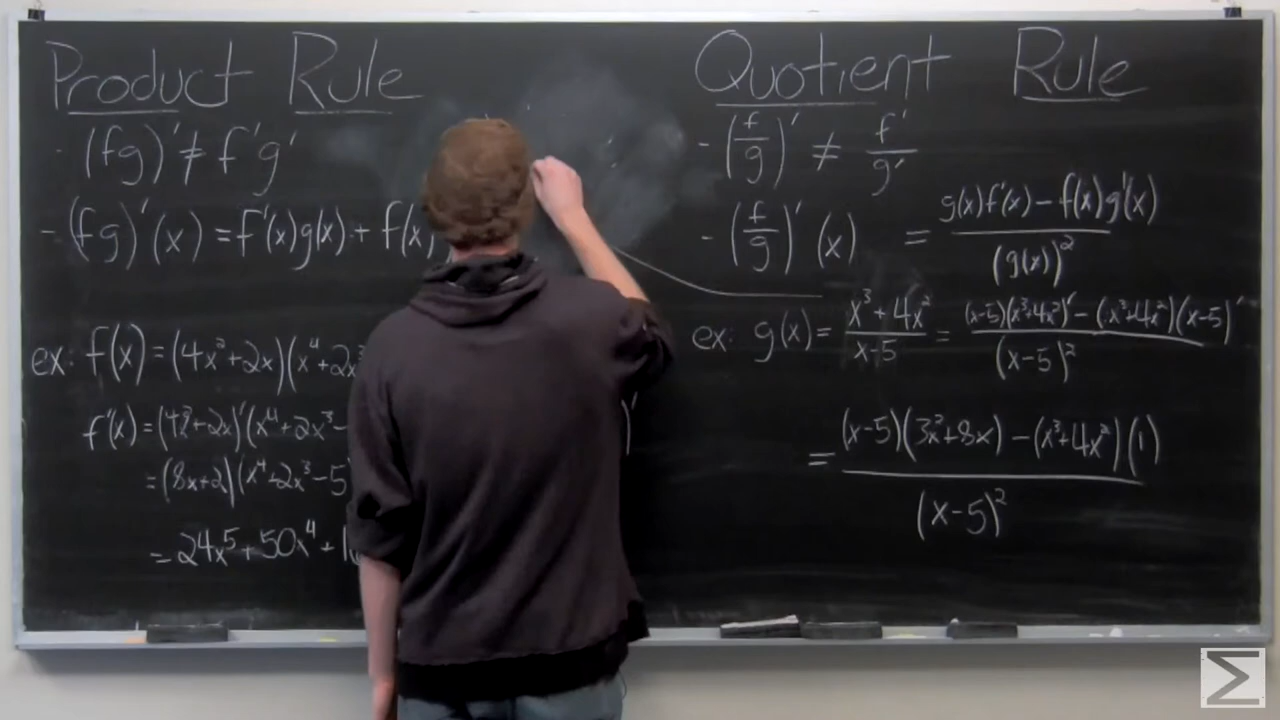 Product Rule
- (fg)' ≠ f'g'
- (fg)'(x) = f'(x)g(x) + f(x)
ex: f(x) = (4x²+2x)(x⁴+2x³
f'(x) = (4x²+2x)'(x⁴+2x³-
= (8x+2)(x⁴+2x³-5
= 24x⁵+50x⁴+1
Quotient Rule
- (f/g)' ≠ f'/g'
- (f/g)'(x) = (g(x)f'(x) - f(x)g'(x))/(g(x))²
ex: g(x) = (x³+4x²)/(x-5) = ((x-5)(x³+4x²)' - (x³+4x²)(x-5)')/(x-5)²
= ((x-5)(3x²+8x) - (x³+4x²)(1))/(x-5)²
Σ